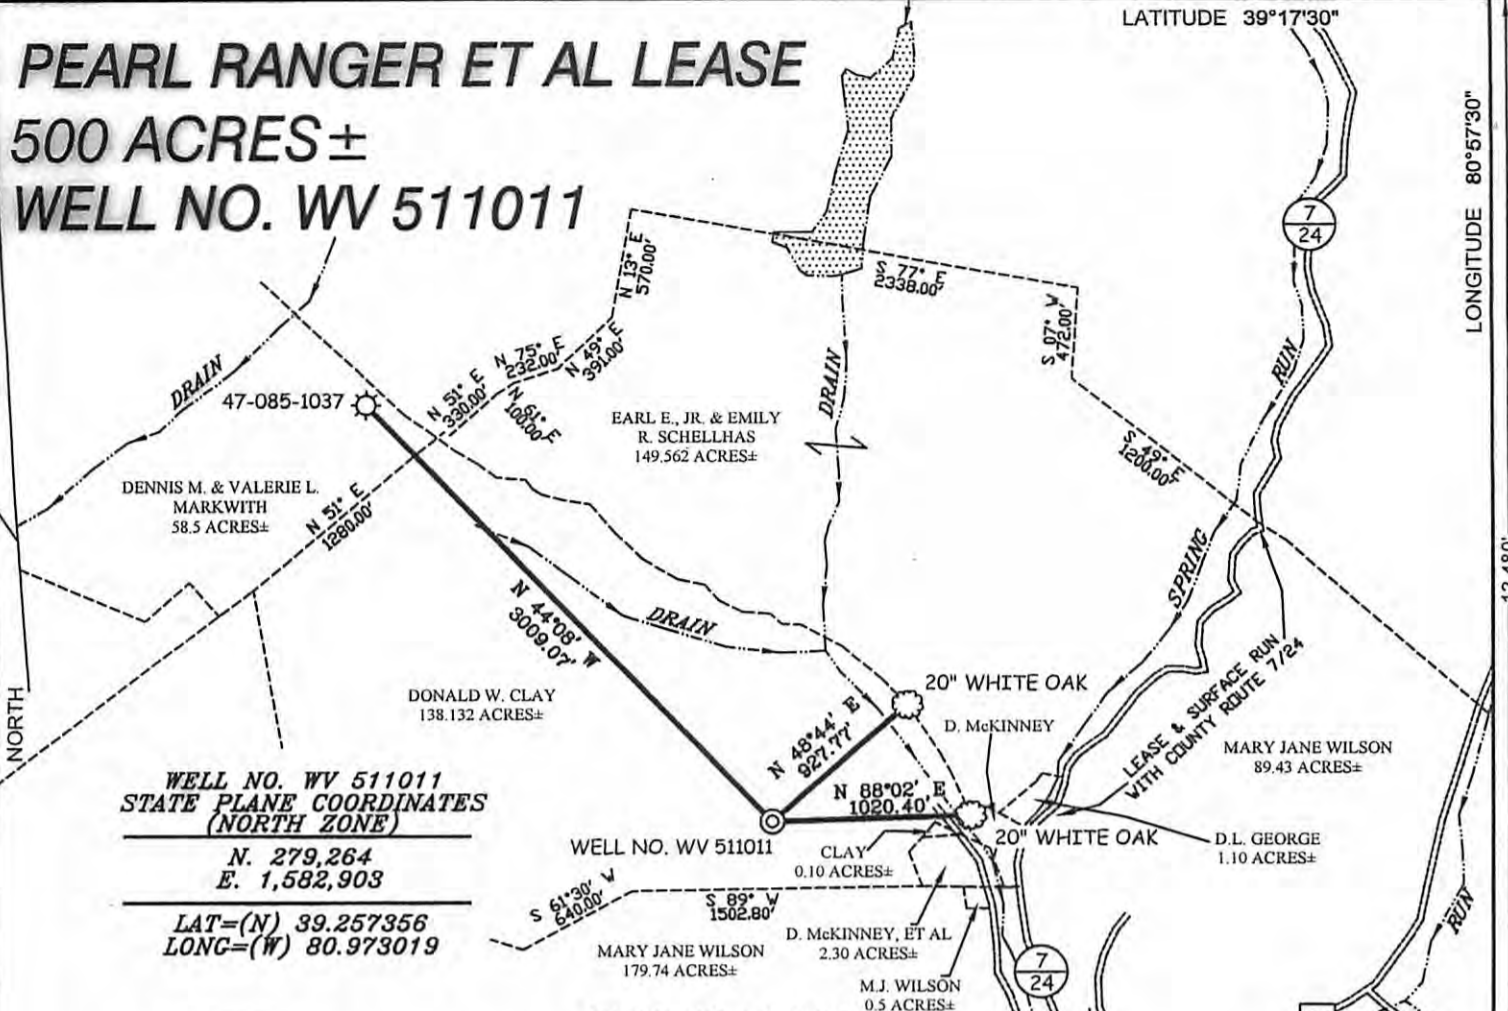 LATITUDE 39°17'30"
PEARL RANGER ET AL LEASE
500 ACRES±
WELL NO. WV 511011
LONGITUDE 80°57'30"
7
24
N 13° E
570.00'
S 77° E
2338.00'
S 07° W
472.00'
DRAIN
47-085-1037
N 51° E
330.00'
N 75° E
232.00'
N 61° E
100.00'
N 49° E
391.00'
DRAIN
RUN
EARL E., JR. & EMILY
R. SCHELLHAS
149.562 ACRES±
S 49° E
1200.00'
DENNIS M. & VALERIE L.
MARKWITH
58.5 ACRES±
N 51° E
1280.00'
SPRING
N 44°08' W
3009.07'
DRAIN
LEASE & SURFACE RUN
WITH COUNTY ROUTE 7/24
DONALD W. CLAY
138.132 ACRES±
20" WHITE OAK
D. McKINNEY
N 48°44' E
927.77'
MARY JANE WILSON
89.43 ACRES±
NORTH
N 88°02' E
1020.40'
WELL NO. WV 511011
STATE PLANE COORDINATES
(NORTH ZONE)
N. 279,264
E. 1,582,903
LAT=(N) 39.257356
LONG=(W) 80.973019
WELL NO. WV 511011
CLAY
0.10 ACRES±
20" WHITE OAK
D.L. GEORGE
1.10 ACRES±
S 61°30' W
640.00'
S 89° W
1502.80'
MARY JANE WILSON
179.74 ACRES±
D. McKINNEY, ET AL
2.30 ACRES±
M.J. WILSON
0.5 ACRES±
7
24
RUN